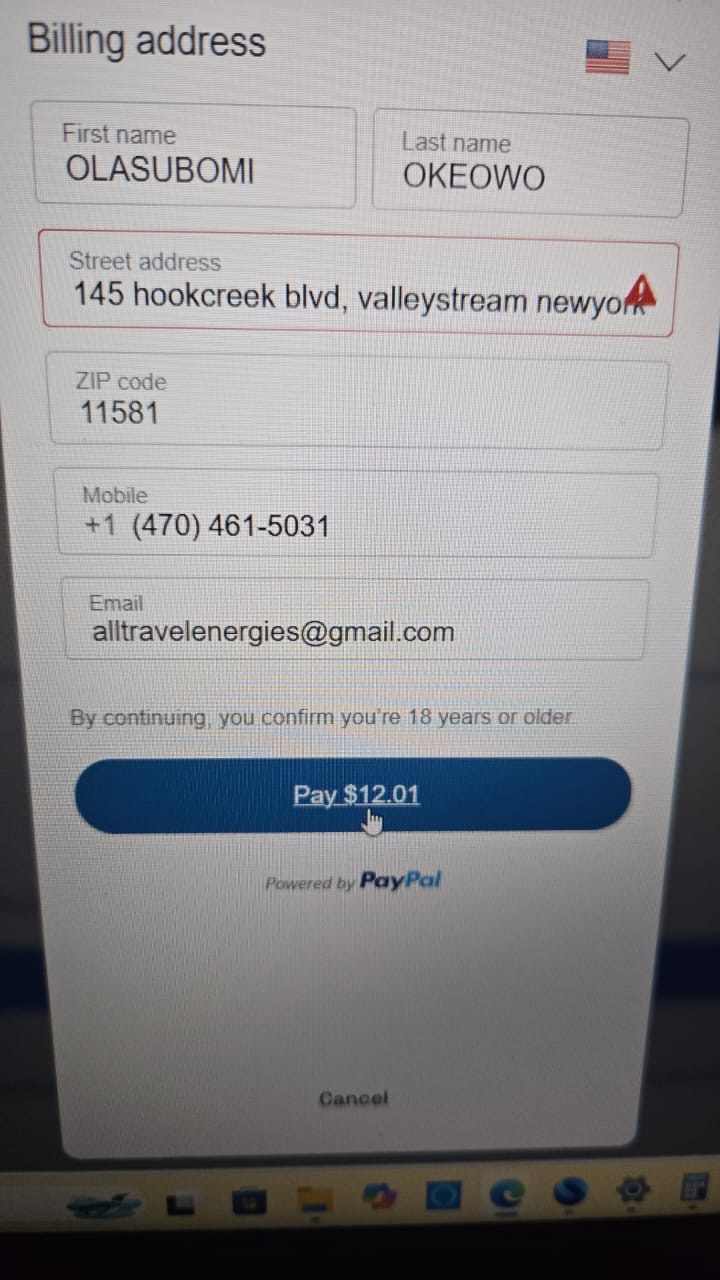 Billing address
First name
OLASUBOMI
Last name
OKEOWO
Street address
145 hookcreek blvd, valleystream newyork
ZIP code
11581
Mobile
+1 (470) 461-5031
Email
alltravelenergies@gmail.com
By continuing, you confirm you're 18 years or older.
Pay $12.01
Powered by PayPal
Cancel